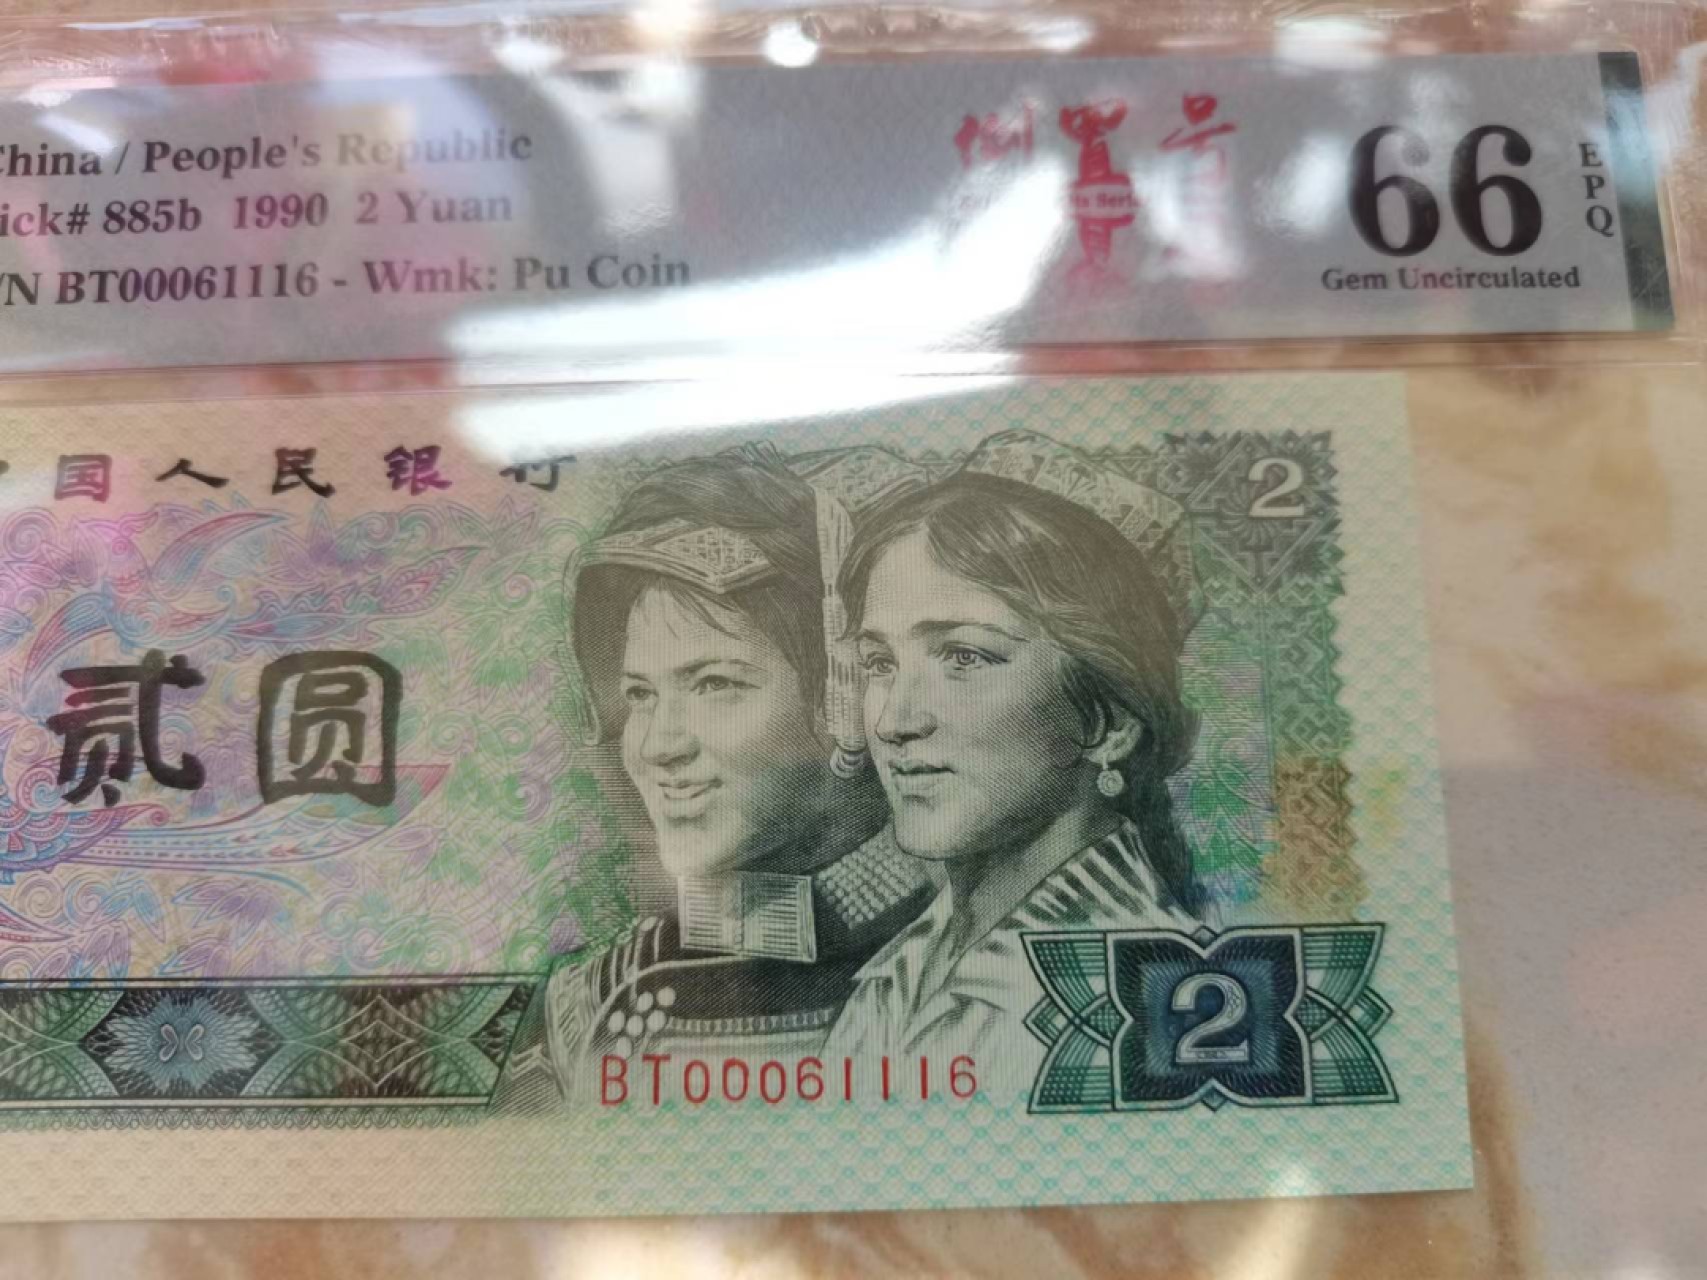 China / People's Republic
ick# 885b 1990 2 Yuan
/N BT00061116 - Wmk: Pu Coin
倒置号
66
EPQ
Gem Uncirculated
国人民银行
2
贰圆
BT00061116
2